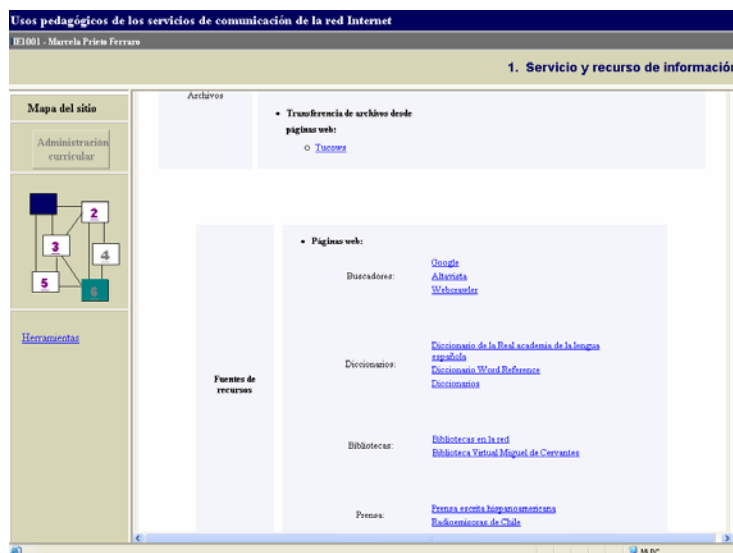 Usos pedagógicos de los servicios de comunicación de la red Internet
IE1001 - Marcela Prieto Ferraro
1. Servicio y recurso de información
Mapa del sitio
Administración
curricular
2
3
4
5
6
Herramientas
Archivos
• Transferencia de archivos desde
páginas web:
o Tucows
Fuentes de
recursos
• Páginas web:
Buscadores:
Google
Altavista
Webcrawler
Diccionarios:
Diccionario de la Real academia de la lengua
española
Diccionario Word Reference
Diccionarios
Bibliotecas:
Bibliotecas en la red
Biblioteca Virtual Miguel de Cervantes
Prensa:
Prensa escrita hispanoamericana
Radioemisoras de Chile
Mi PC